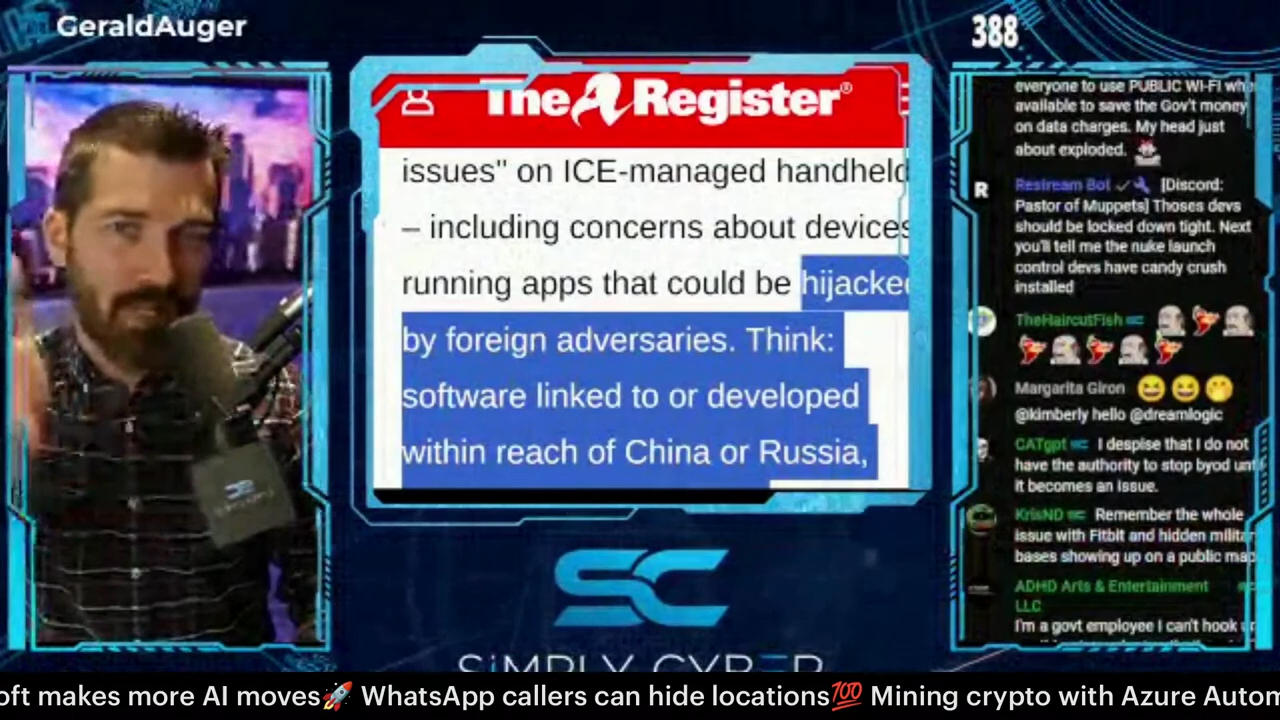 GeraldAuger
388
The Register®
issues" on ICE-managed handheld
– including concerns about devices
running apps that could be hijacked
by foreign adversaries. Think:
software linked to or developed
within reach of China or Russia,
SC
SiMPLY CYBER
everyone to use PUBLIC WI-FI whe
available to save the Gov't money
on data charges. My head just
about exploded.
R Restream Bot [Discord:
Pastor of Muppets] Thoses devs
should be locked down tight. Next
you'll tell me the nuke launch
control devs have candy crush
installed
TheHaircutFish
Margarita Giron 😆😆🤭
@kimberly hello @dreamlogic
CATgpt I despise that I do not
have the authority to stop byod unt
it becomes an issue.
KrisND Remember the whole
issue with Fitbit and hidden milita
bases showing up on a public ma
ADHD Arts & Entertainment
LLC
I'm a govt employee I can't hook
oft makes more AI moves🚀 WhatsApp callers can hide locations💯 Mining crypto with Azure Autom